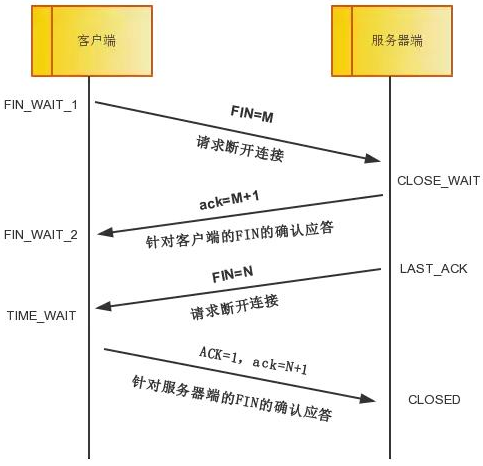 客户端
服务器端
FIN_WAIT_1
FIN=M
请求断开连接
CLOSE_WAIT
ack=M+1
FIN_WAIT_2
针对客户端的FIN的确认应答
FIN=N
LAST_ACK
请求断开连接
TIME_WAIT
ACK=1, ack=N+1
针对服务器端的FIN的确认应答
CLOSED